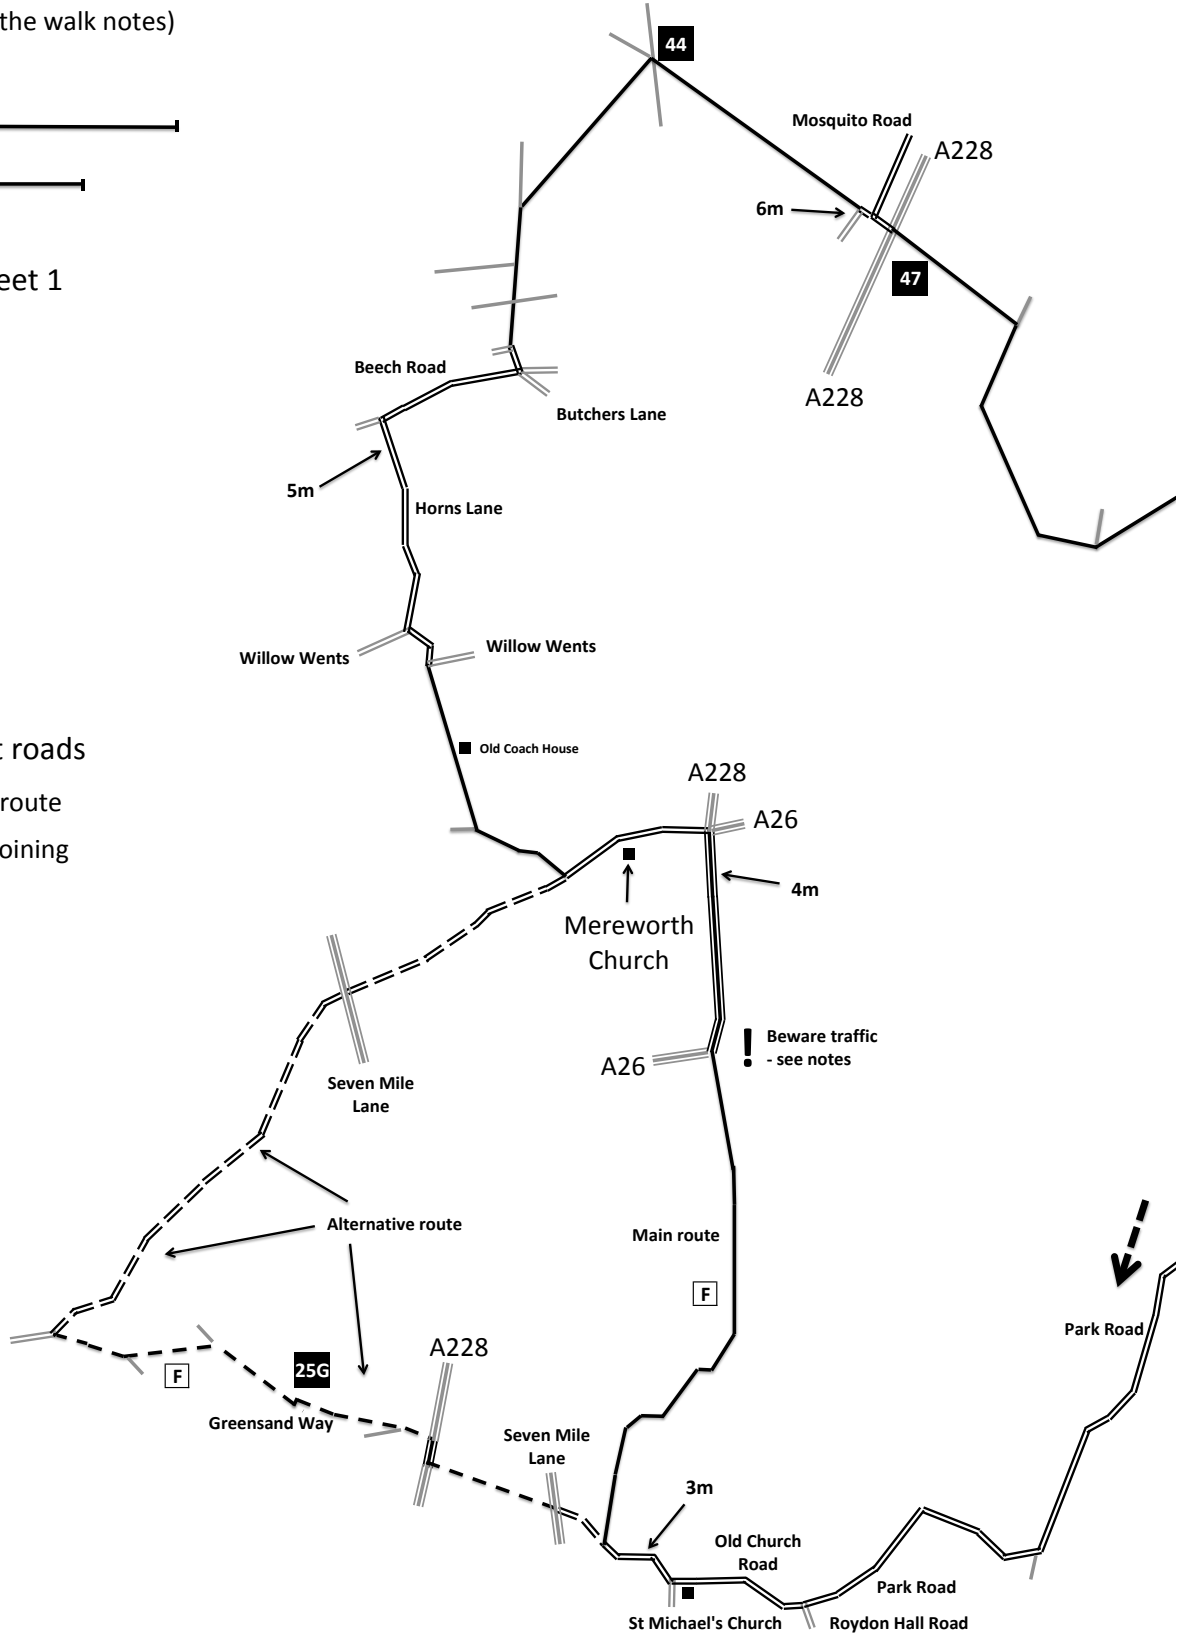 the walk notes)
44
Mosquito Road
A228
6m
47
eet 1
Beech Road
A228
Butchers Lane
5m
Horns Lane
Willow Wents
Willow Wents
t roads
Old Coach House
A228
route
A26
oining
4m
Mereworth
Church
! Beware traffic
- see notes
A26
Seven Mile
Lane
Alternative route
Main route
F
Park Road
A228
25G
F
Greensand Way
Seven Mile
Lane
3m
Old Church
Road
Park Road
St Michael's Church
Roydon Hall Road